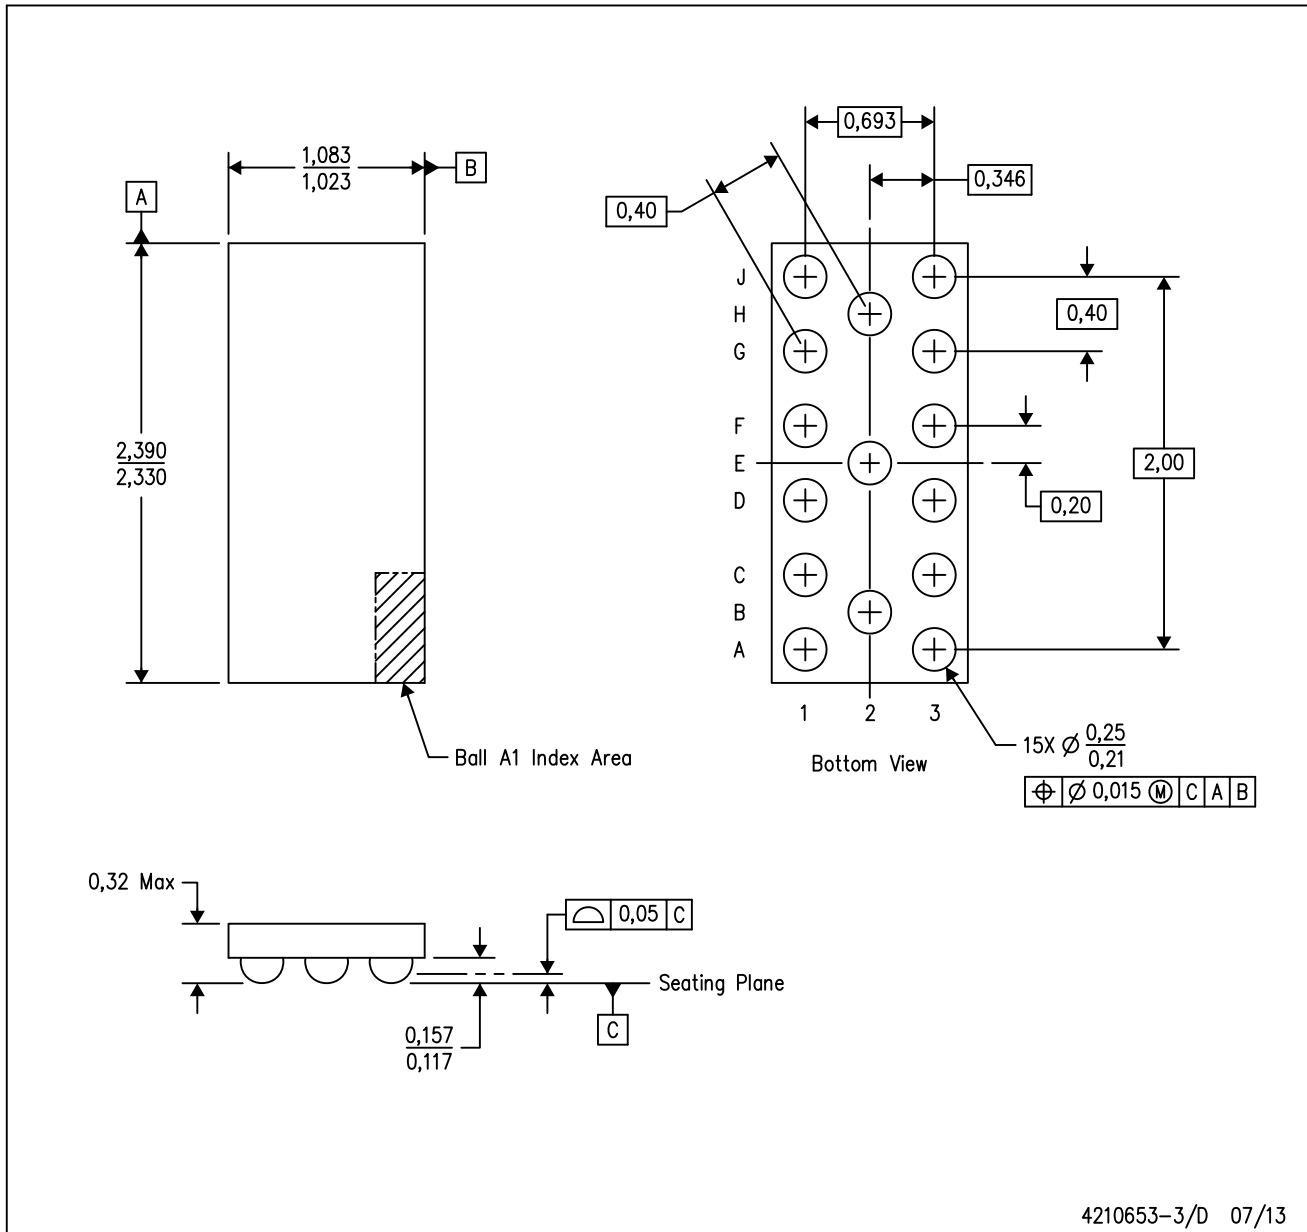 0,693
0,346
0,40
1,083
1,023
B
A
J
H
G
F
E
D
C
B
A
0,40
2,00
0,20
2,390
2,330
1 2 3
Ball A1 Index Area
Bottom View
15X Ø 0,25
0,21
⌖ Ø 0,015 Ⓜ C A B
0,32 Max
⌓ 0,05 C
Seating Plane
C
0,157
0,117
4210653-3/D 07/13